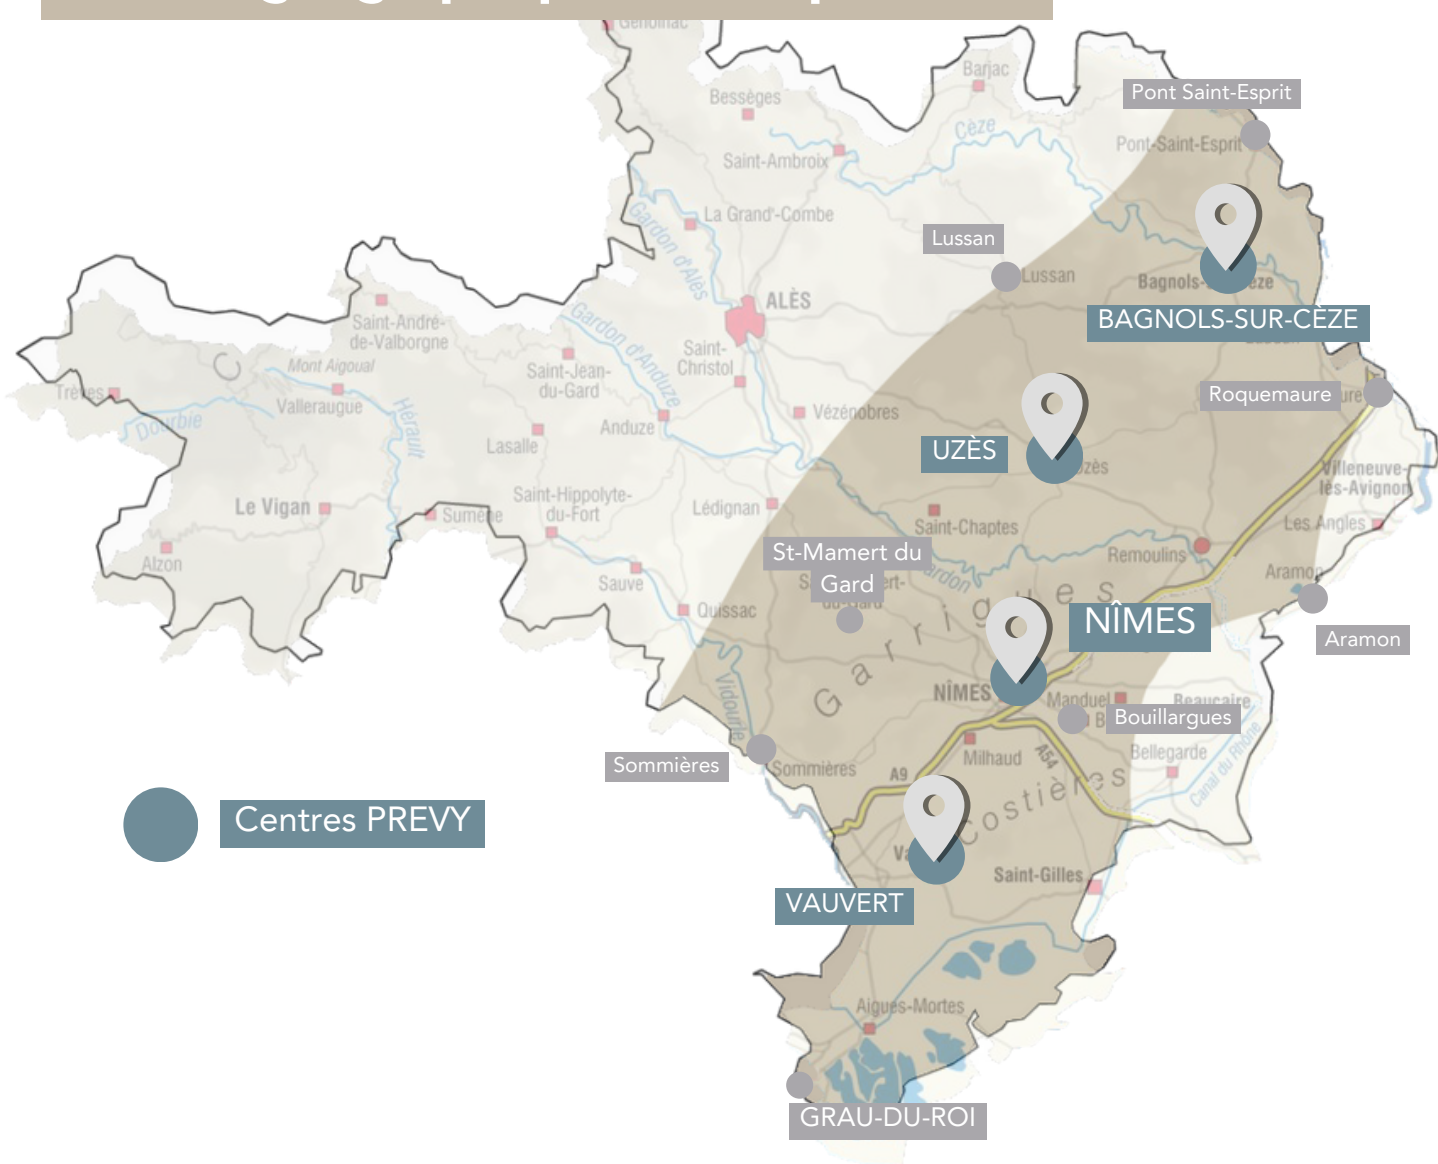 Génolhac
Barjac
Bessèges
Pont Saint-Esprit
Cèze
Pont-Saint-Esprit
Saint-Ambroix
La Grand'-Combe
Gardon d'Alès
Lussan
Lussan
Bagnols-
ALÈS
BAGNOLS-SUR-CÈZE
Gardon d'Anduze
Saint-André-
de-Valborgne
Saint-
Christol
Mont Aigoual
Saint-Jean-
du-Gard
Trèves
Valleraugue
Roquemaure
Dourbie
Hérault
Vézénobres
Anduze
Lasalle
UZÈS
Villeneuve-
lès-Avignon
Saint-Hippolyte-
du-Fort
Le Vigan
Sumène
Lédignan
Saint-Chaptes
Les Angles
St-Mamert du
Gard
Remoulins
Alzon
Sauve
Aramon
Quissac
Garrigues
NÎMES
Aramon
Vidourle
NÎMES
Manduel
Beaucaire
Bouillargues
Sommières
Sommières
Milhaud
A54
Bellegarde
A9
Canal du Rhône
Costières
Centres PREVY
Saint-Gilles
VAUVERT
Aigues-Mortes
GRAU-DU-ROI